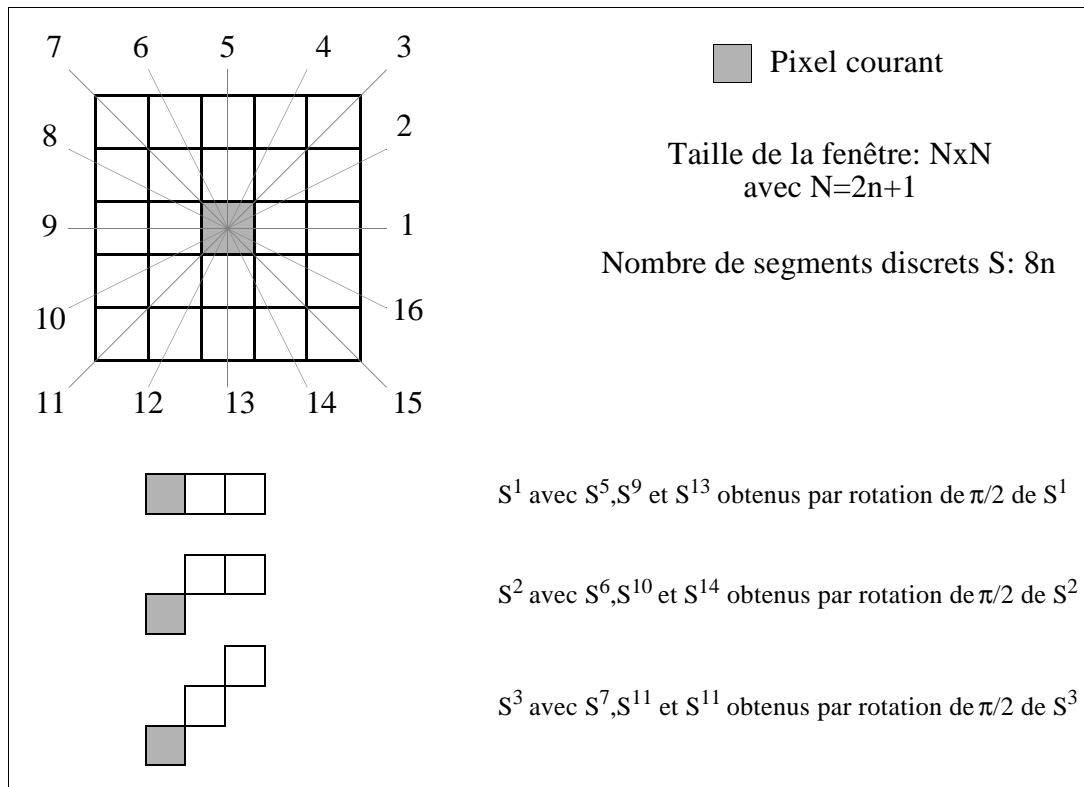 7 6 5 4 3
Pixel courant
8 2
Taille de la fenêtre: NxN
avec N=2n+1
9 1
Nombre de segments discrets S: 8n
10 16
11 12 13 14 15
S¹ avec S⁵,S⁹ et S¹³ obtenus par rotation de π/2 de S¹
S² avec S⁶,S¹⁰ et S¹⁴ obtenus par rotation de π/2 de S²
S³ avec S⁷,S¹¹ et S¹¹ obtenus par rotation de π/2 de S³